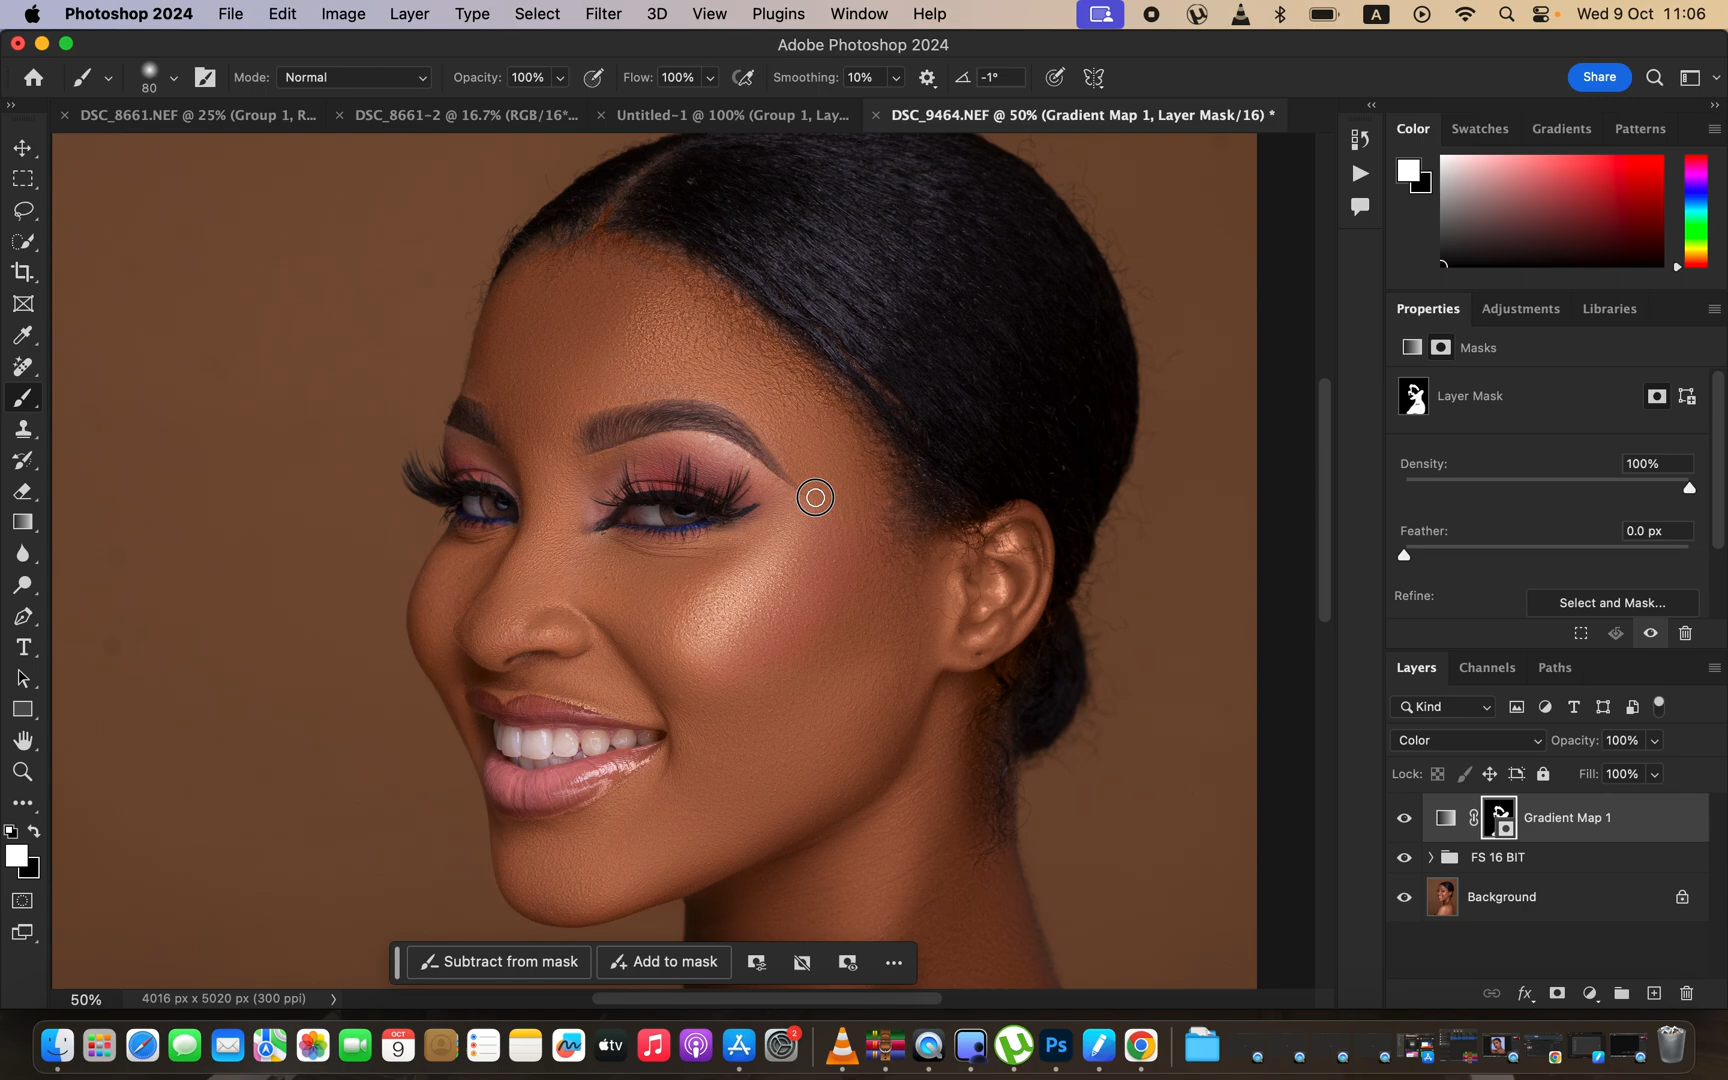 Photoshop 2024 File Edit Image Layer Type Select Filter 3D View Plugins Window Help A Wed 9 Oct 11:06
Adobe Photoshop 2024
80 Mode: Normal Opacity: 100% Flow: 100% Smoothing: 10% -1° Share
DSC_8661.NEF @ 25% (Group 1, R... DSC_8661-2 @ 16.7% (RGB/16*... Untitled-1 @ 100% (Group 1, Lay... DSC_9464.NEF @ 50% (Gradient Map 1, Layer Mask/16) *
Color Swatches Gradients Patterns
Properties Adjustments Libraries
Masks
Layer Mask
Density: 100%
Feather: 0.0 px
Refine: Select and Mask...
Layers Channels Paths
Kind
Color Opacity: 100%
Lock: Fill: 100%
Gradient Map 1
FS 16 BIT
Background
Subtract from mask Add to mask
50% 4016 px x 5020 px (300 ppi)
OCT
9
tv
2
Ps